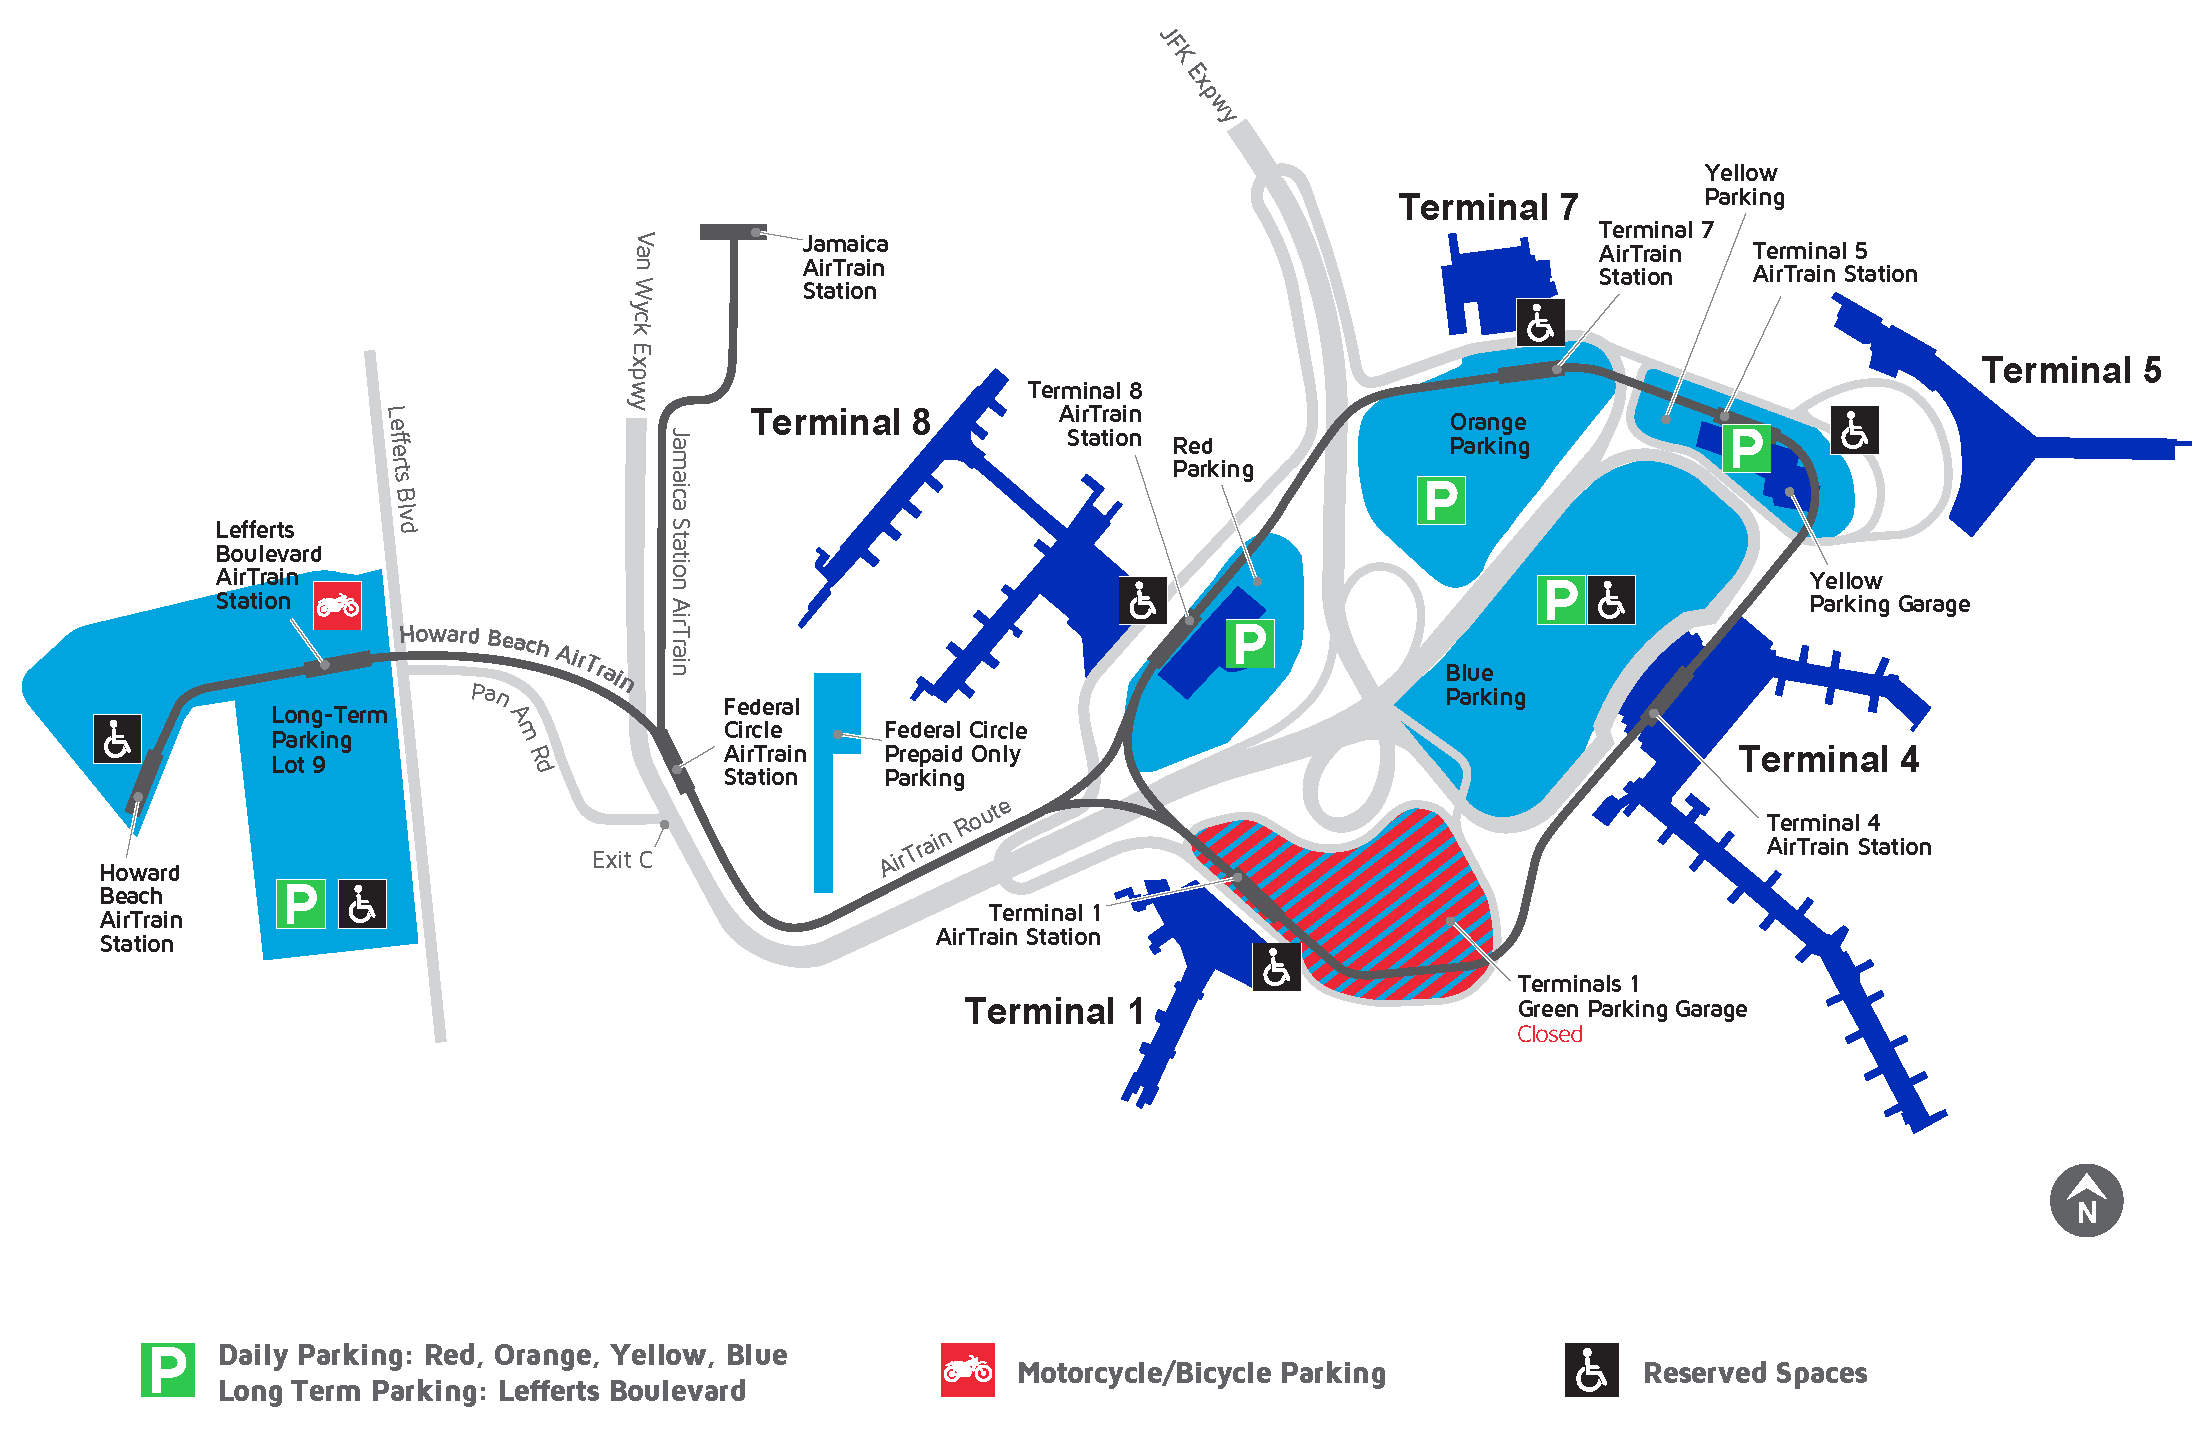 JFK Expwy
Yellow
Parking
Terminal 7
Terminal 7
AirTrain
Station
Terminal 5
AirTrain Station
Jamaica
AirTrain
Station
Van Wyck Expwy
Terminal 5
Terminal 8
AirTrain
Station
Terminal 8
Red
Parking
Orange
Parking
P
P
Lefferts Blvd
Jamaica Station AirTrain
Lefferts
Boulevard
AirTrain
Station
Yellow
Parking Garage
P
P
Howard Beach AirTrain
Pan Am Rd
Blue
Parking
Long-Term
Parking
Lot 9
Federal
Circle
AirTrain
Station
Federal Circle
Prepaid Only
Parking
Terminal 4
AirTrain Route
Terminal 4
AirTrain Station
Exit C
Howard
Beach
AirTrain
Station
P
Terminal 1
AirTrain Station
Terminal 1
Terminals 1
Green Parking Garage
Closed
N
P
Daily Parking: Red, Orange, Yellow, Blue
Long Term Parking: Lefferts Boulevard
Motorcycle/Bicycle Parking
Reserved Spaces